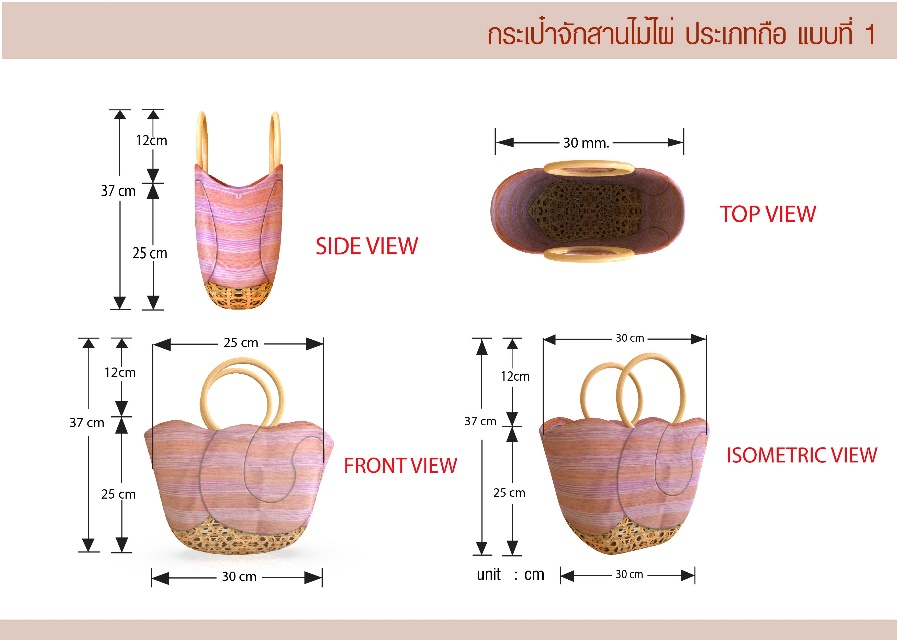 กระเป๋าจักสานไม้ไผ่ ประเภทถือ แบบที่ 1
12cm
37 cm
25 cm
SIDE VIEW
30 mm.
TOP VIEW
25 cm
12cm
37 cm
25 cm
FRONT VIEW
30 cm
30 cm
12cm
37 cm
25 cm
ISOMETRIC VIEW
unit : cm
30 cm